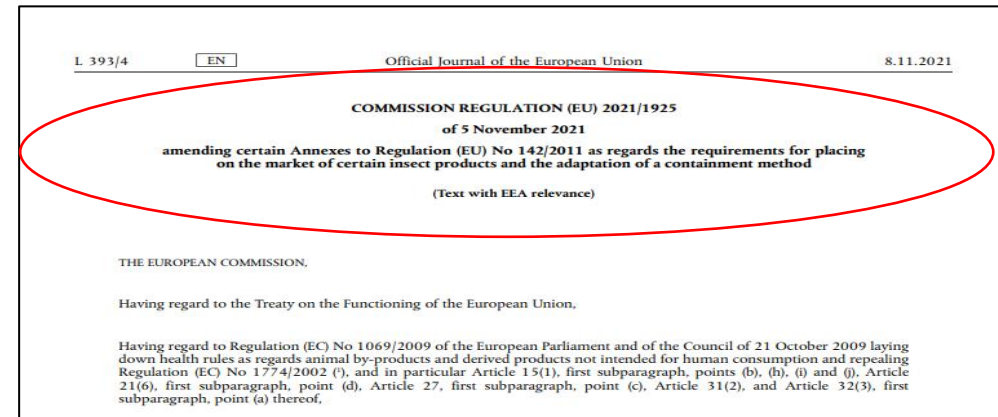 L 393/4 EN Official Journal of the European Union 8.11.2021
COMMISSION REGULATION (EU) 2021/1925
of 5 November 2021
amending certain Annexes to Regulation (EU) No 142/2011 as regards the requirements for placing
on the market of certain insect products and the adaptation of a containment method
(Text with EEA relevance)
THE EUROPEAN COMMISSION,
Having regard to the Treaty on the Functioning of the European Union,
Having regard to Regulation (EC) No 1069/2009 of the European Parliament and of the Council of 21 October 2009 laying
down health rules as regards animal by-products and derived products not intended for human consumption and repealing
Regulation (EC) No 1774/2002 (¹), and in particular Article 15(1), first subparagraph, points (b), (h), (i) and (j), Article
21(6), first subparagraph, point (d), Article 27, first subparagraph, point (c), Article 31(2), and Article 32(3), first
subparagraph, point (a) thereof,